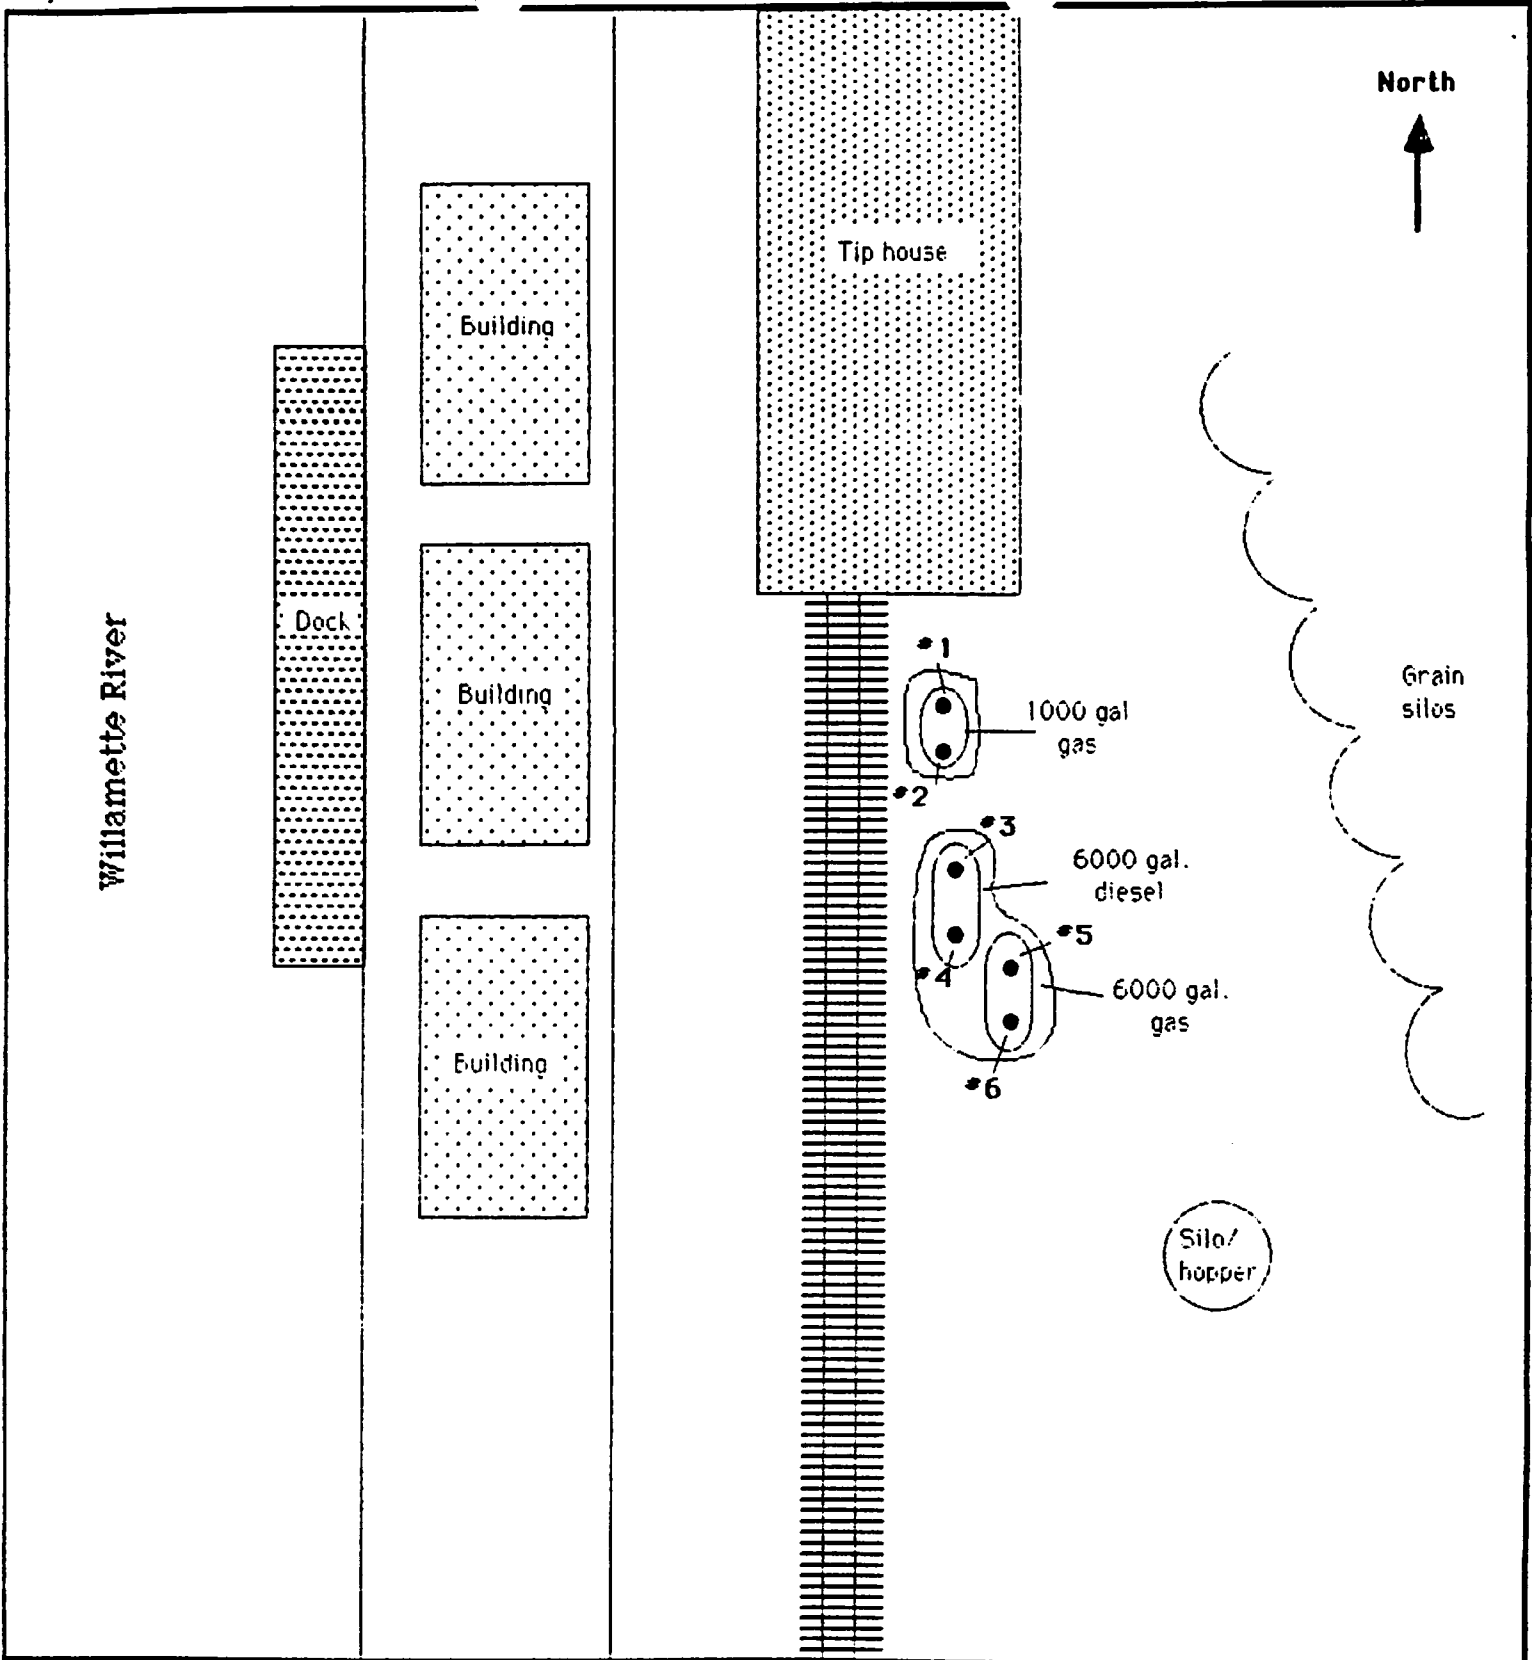 North
Tip house
Building
Dock
Willamette River
#1
Building
Grain
silos
1000 gal
gas
#2
#3
6000 gal.
diesel
#5
#4
6000 gal.
gas
Building
#6
Silo/
hopper